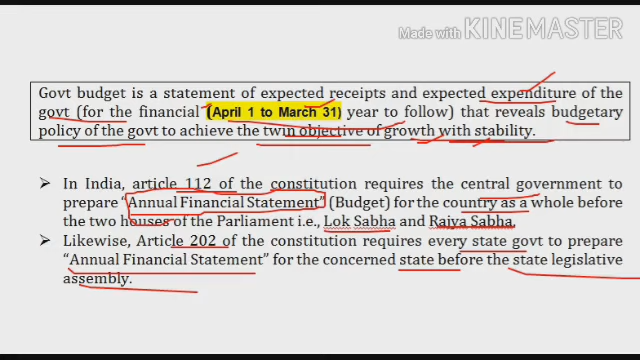 Made with KINEMASTER
Govt budget is a statement of expected receipts and expected expenditure of the
govt (for the financial (April 1 to March 31) year to follow) that reveals budgetary
policy of the govt to achieve the twin objective of growth with stability.
➢ In India, article 112 of the constitution requires the central government to
prepare "Annual Financial Statement" (Budget) for the country as a whole before
the two houses of the Parliament i.e., Lok Sabha and Rajya Sabha.
➢ Likewise, Article 202 of the constitution requires every state govt to prepare
"Annual Financial Statement" for the concerned state before the state legislative
assembly.